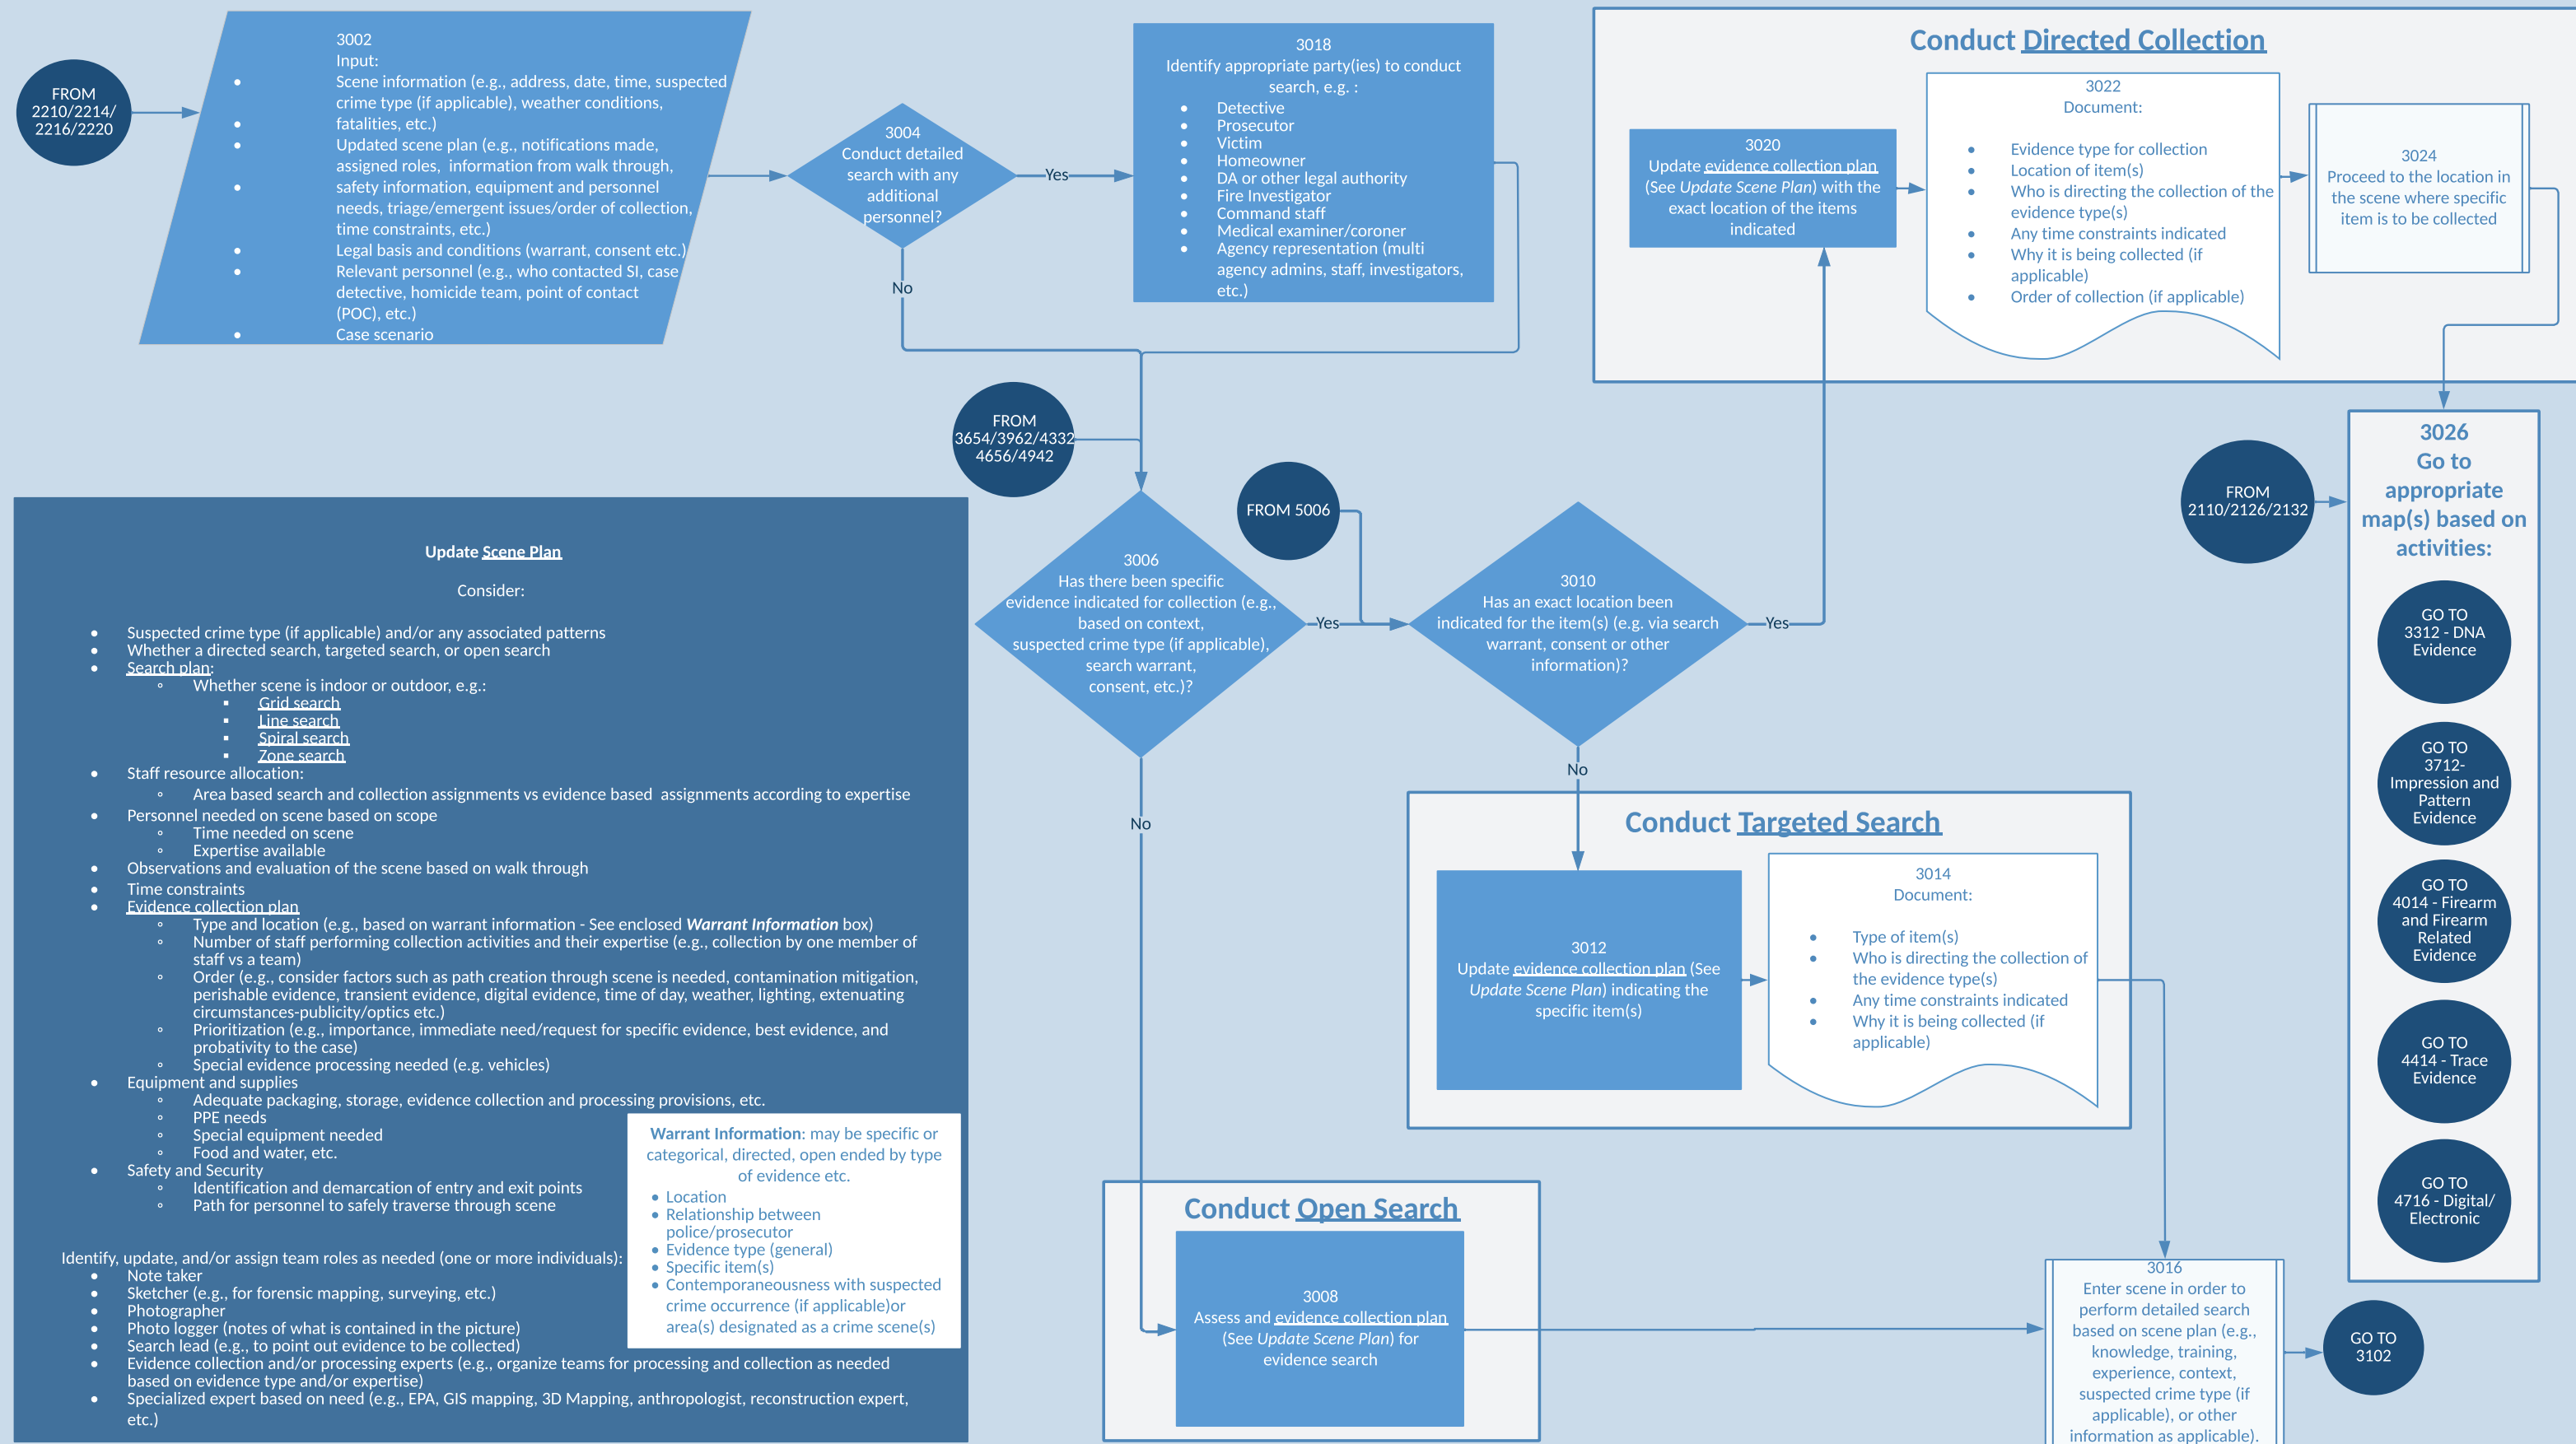 FROM
2210/2214/
2216/2220
3002
Input:
• Scene information (e.g., address, date, time, suspected
crime type (if applicable), weather conditions,
• fatalities, etc.)
• Updated scene plan (e.g., notifications made,
assigned roles, information from walk through,
• safety information, equipment and personnel
needs, triage/emergent issues/order of collection,
time constraints, etc.)
• Legal basis and conditions (warrant, consent etc.)
• Relevant personnel (e.g., who contacted SI, case
detective, homicide team, point of contact
(POC), etc.)
• Case scenario
3004
Conduct detailed
search with any
additional
personnel?
Yes
No
3018
Identify appropriate party(ies) to conduct
search, e.g. :
• Detective
• Prosecutor
• Victim
• Homeowner
• DA or other legal authority
• Fire Investigator
• Command staff
• Medical examiner/coroner
• Agency representation (multi
agency admins, staff, investigators,
etc.)
Conduct Directed Collection
3020
Update evidence collection plan
(See Update Scene Plan) with the
exact location of the items
indicated
3022
Document:
• Evidence type for collection
• Location of item(s)
• Who is directing the collection of the
evidence type(s)
• Any time constraints indicated
• Why it is being collected (if
applicable)
• Order of collection (if applicable)
3024
Proceed to the location in
the scene where specific
item is to be collected
FROM
3654/3962/4332
4656/4942
FROM 5006
3006
Has there been specific
evidence indicated for collection (e.g.,
based on context,
suspected crime type (if applicable),
search warrant,
consent, etc.)?
Yes
No
3010
Has an exact location been
indicated for the item(s) (e.g. via search
warrant, consent or other
information)?
Yes
No
FROM
2110/2126/2132
3026
Go to
appropriate
map(s) based on
activities:
GO TO
3312 - DNA
Evidence
GO TO
3712-
Impression and
Pattern
Evidence
GO TO
4014 - Firearm
and Firearm
Related
Evidence
GO TO
4414 - Trace
Evidence
GO TO
4716 - Digital/
Electronic
Update Scene Plan
Consider:
• Suspected crime type (if applicable) and/or any associated patterns
• Whether a directed search, targeted search, or open search
• Search plan:
◦ Whether scene is indoor or outdoor, e.g.:
▪ Grid search
▪ Line search
▪ Spiral search
▪ Zone search
• Staff resource allocation:
◦ Area based search and collection assignments vs evidence based assignments according to expertise
• Personnel needed on scene based on scope
◦ Time needed on scene
◦ Expertise available
• Observations and evaluation of the scene based on walk through
• Time constraints
• Evidence collection plan
◦ Type and location (e.g., based on warrant information - See enclosed Warrant Information box)
◦ Number of staff performing collection activities and their expertise (e.g., collection by one member of
staff vs a team)
◦ Order (e.g., consider factors such as path creation through scene is needed, contamination mitigation,
perishable evidence, transient evidence, digital evidence, time of day, weather, lighting, extenuating
circumstances-publicity/optics etc.)
◦ Prioritization (e.g., importance, immediate need/request for specific evidence, best evidence, and
probativity to the case)
◦ Special evidence processing needed (e.g. vehicles)
• Equipment and supplies
◦ Adequate packaging, storage, evidence collection and processing provisions, etc.
◦ PPE needs
◦ Special equipment needed
◦ Food and water, etc.
• Safety and Security
◦ Identification and demarcation of entry and exit points
◦ Path for personnel to safely traverse through scene
Identify, update, and/or assign team roles as needed (one or more individuals):
• Note taker
• Sketcher (e.g., for forensic mapping, surveying, etc.)
• Photographer
• Photo logger (notes of what is contained in the picture)
• Search lead (e.g., to point out evidence to be collected)
• Evidence collection and/or processing experts (e.g., organize teams for processing and collection as needed
based on evidence type and/or expertise)
• Specialized expert based on need (e.g., EPA, GIS mapping, 3D Mapping, anthropologist, reconstruction expert,
etc.)
Warrant Information: may be specific or
categorical, directed, open ended by type
of evidence etc.
• Location
• Relationship between
police/prosecutor
• Evidence type (general)
• Specific item(s)
• Contemporaneousness with suspected
crime occurrence (if applicable)or
area(s) designated as a crime scene(s)
Conduct Targeted Search
3012
Update evidence collection plan (See
Update Scene Plan) indicating the
specific item(s)
3014
Document:
• Type of item(s)
• Who is directing the collection of
the evidence type(s)
• Any time constraints indicated
• Why it is being collected (if
applicable)
Conduct Open Search
3008
Assess and evidence collection plan
(See Update Scene Plan) for
evidence search
3016
Enter scene in order to
perform detailed search
based on scene plan (e.g.,
knowledge, training,
experience, context,
suspected crime type (if
applicable), or other
information as applicable).
GO TO
3102